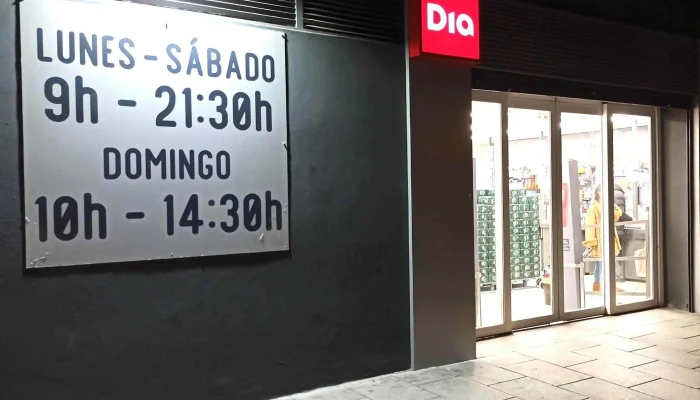 LUNES - SÁBADO
9h - 21:30h
DOMINGO
10h - 14:30h
Dia